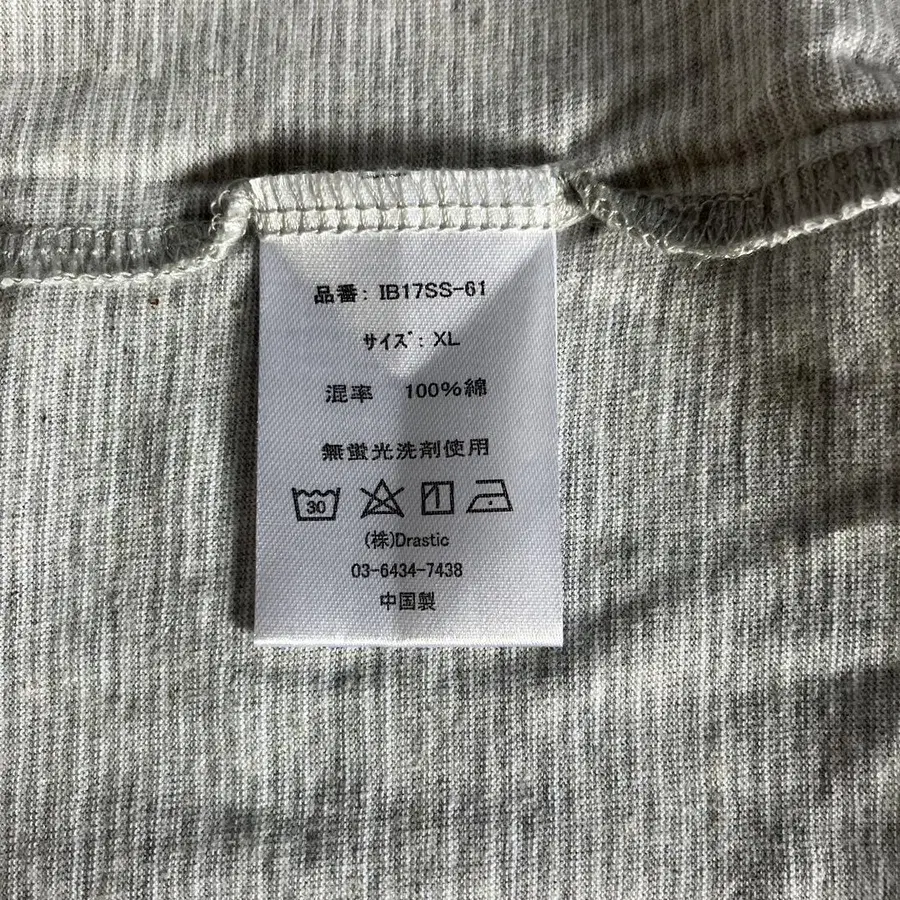 品番: IB17SS-61
サイズ: XL
混率 100%綿
無蛍光洗剤使用
30
(株)Drastic
03-6434-7438
中国製